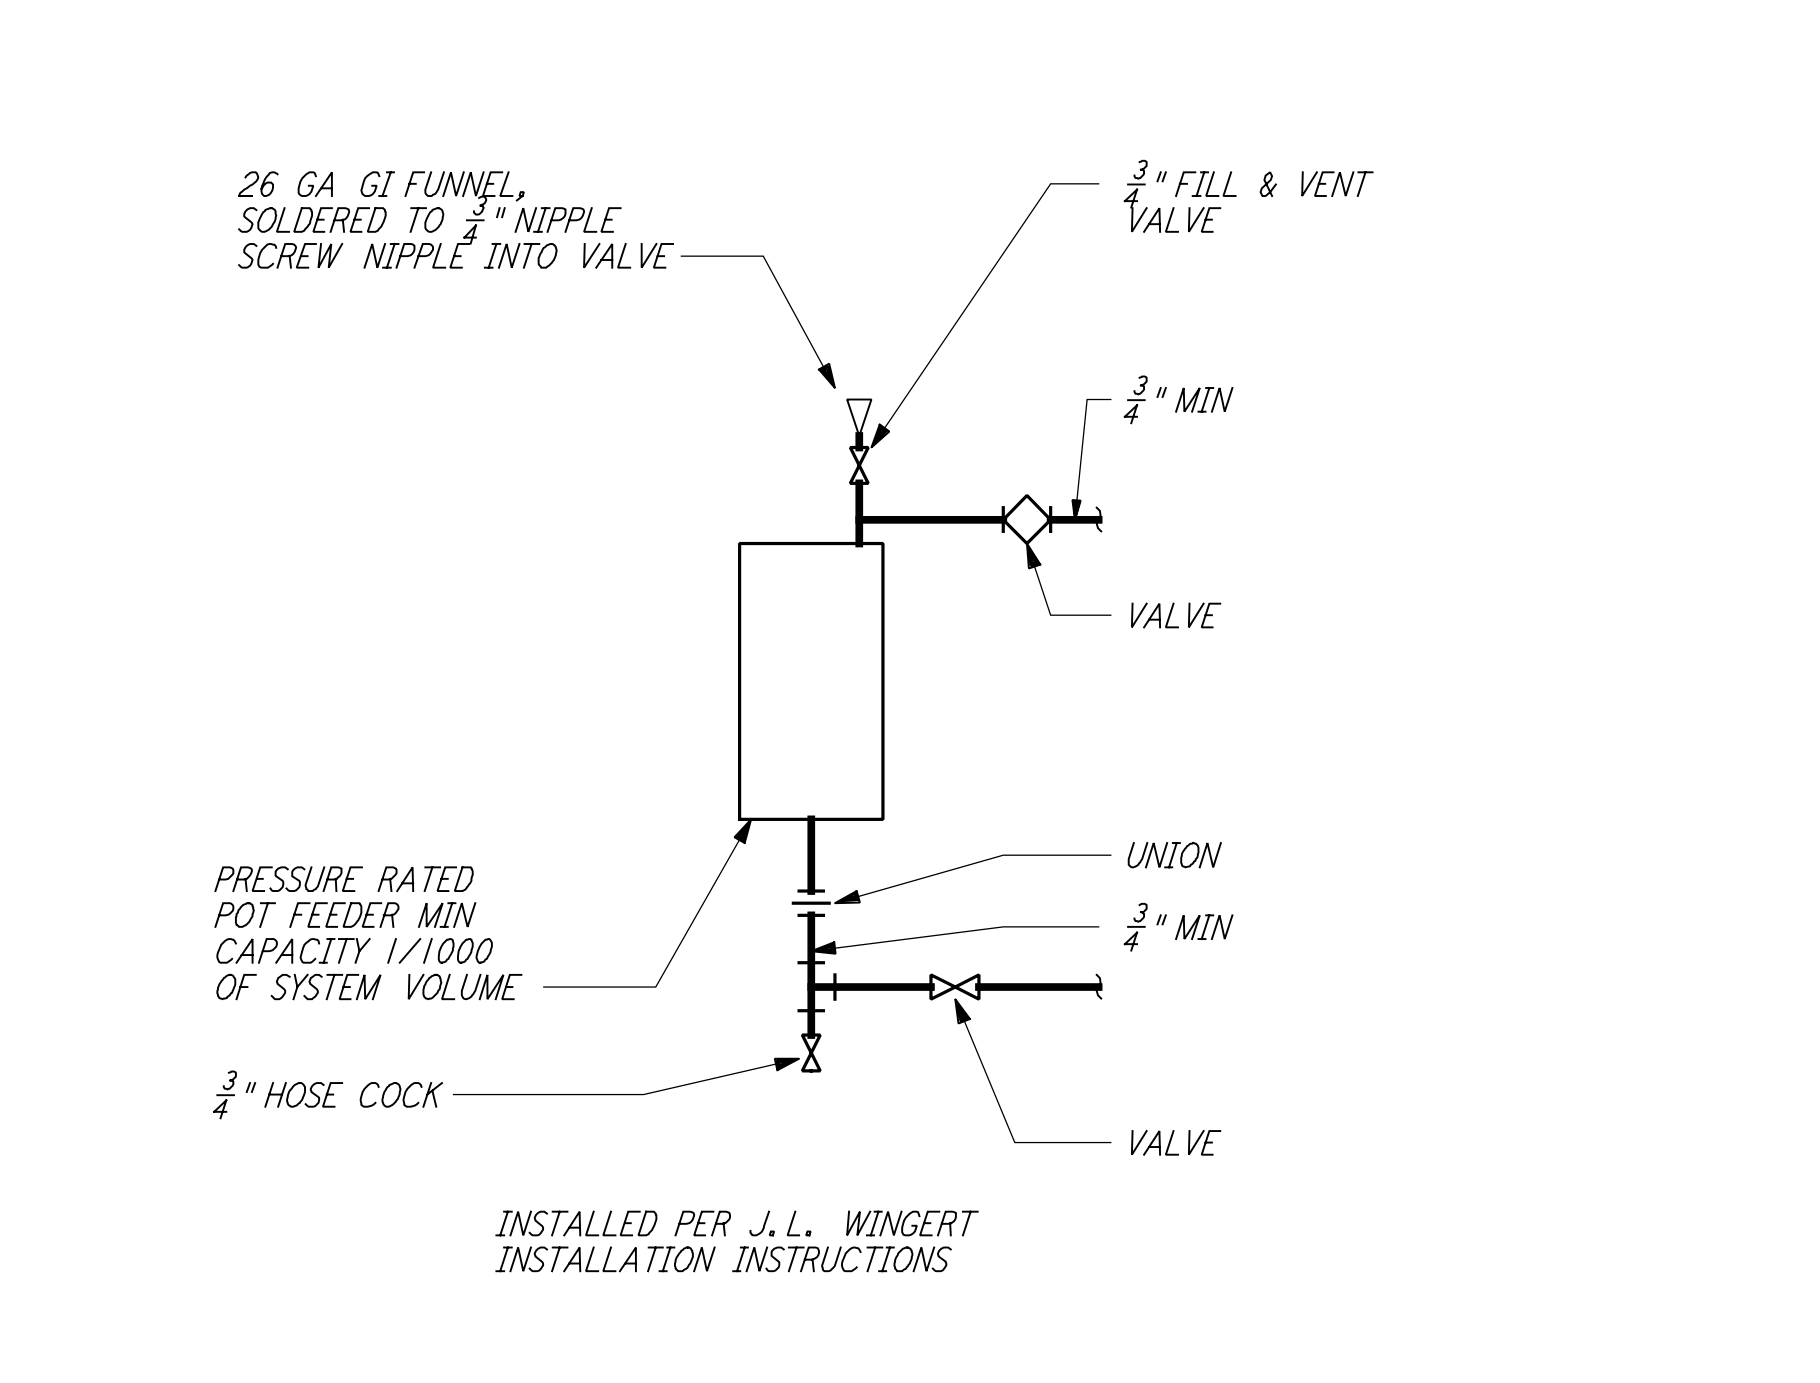 26 GA GI FUNNEL,
SOLDERED TO 3/4" NIPPLE
SCREW NIPPLE INTO VALVE
3/4" FILL & VENT
VALVE
3/4" MIN
VALVE
PRESSURE RATED
POT FEEDER MIN
CAPACITY 1/1000
OF SYSTEM VOLUME
UNION
3/4" MIN
3/4" HOSE COCK
VALVE
INSTALLED PER J.L. WINGERT
INSTALLATION INSTRUCTIONS